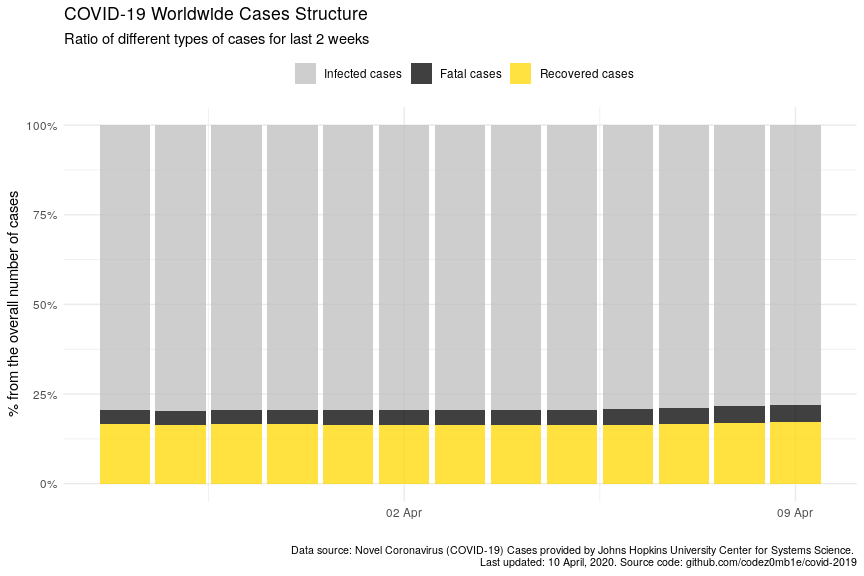 COVID-19 Worldwide Cases Structure
Ratio of different types of cases for last 2 weeks
Infected cases Fatal cases Recovered cases
% from the overall number of cases
100%
75%
50%
25%
0%
02 Apr 09 Apr
Data source: Novel Coronavirus (COVID-19) Cases provided by Johns Hopkins University Center for Systems Science.
Last updated: 10 April, 2020. Source code: github.com/codez0mb1e/covid-2019